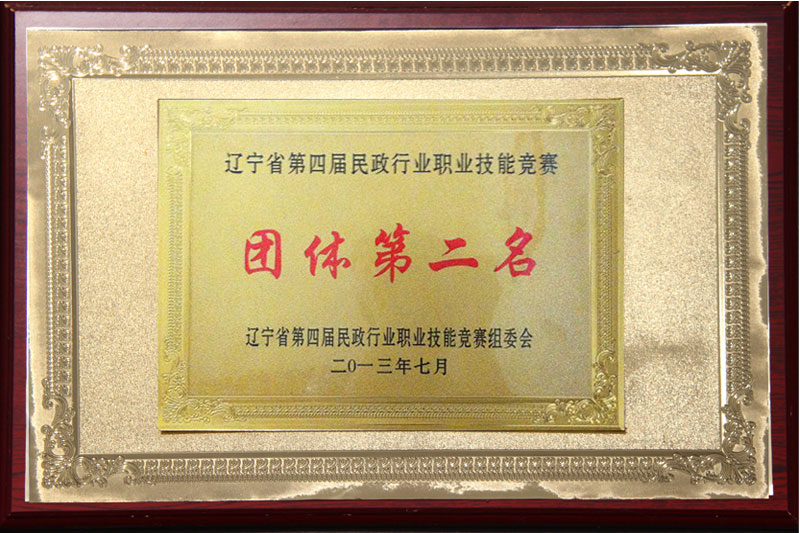 辽宁省第四届民政行业职业技能竞赛
团体第二名
辽宁省第四届民政行业职业技能竞赛组委会
二0一三年七月